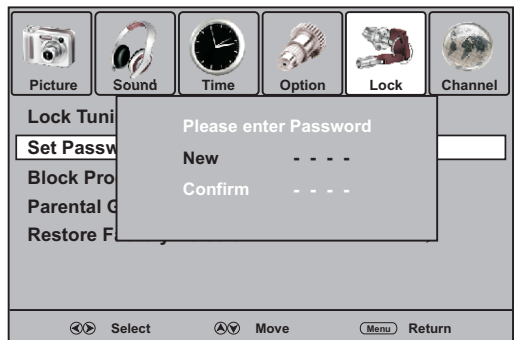 Picture Sound Time Option Lock Channel
Lock Tuni
Please enter Password
Set Passw
New - - - -
Block Pro
Confirm - - - -
Parental G
Restore Fa
Select Move Menu Return